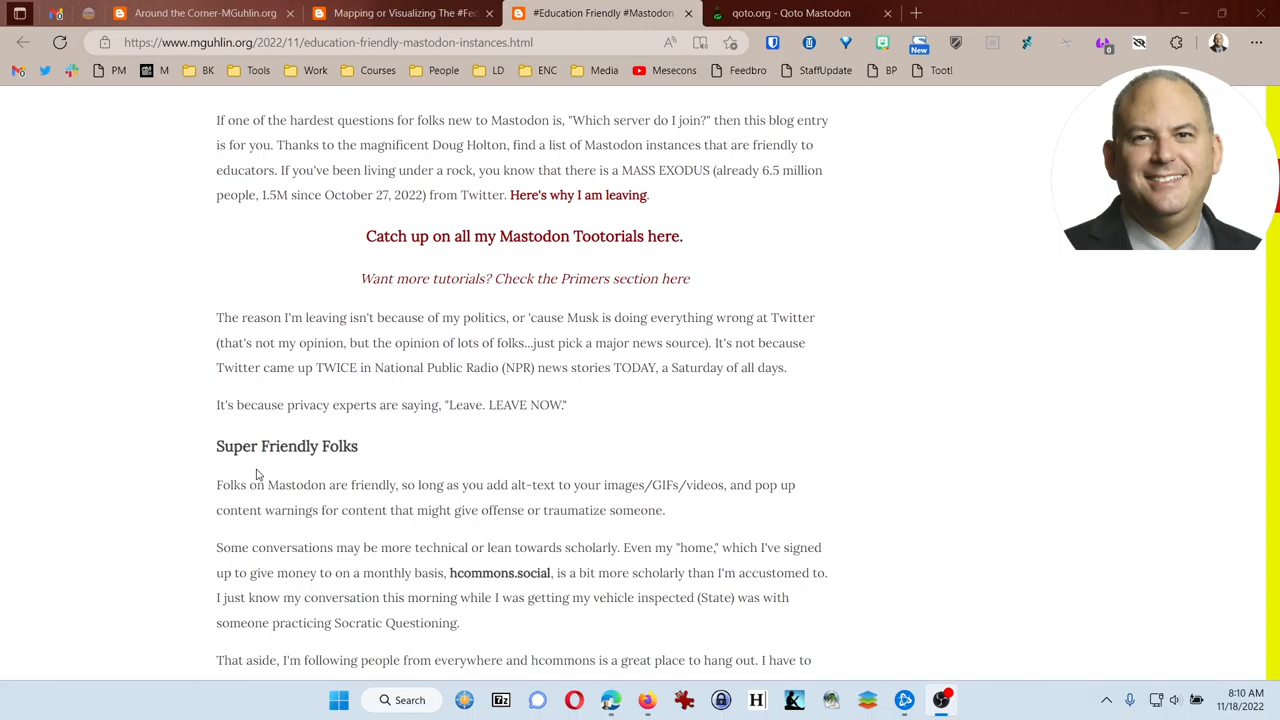 Around the Corner-MGuhlin.org
Mapping or Visualizing The #Fed
#Education Friendly #Mastodon
qoto.org - Qoto Mastodon
https://www.mguhlin.org/2022/11/education-friendly-mastodon-instances.html
New
0
PM
M
BK
Tools
Work
Courses
People
LD
ENC
Media
Mesecons
Feedbro
StaffUpdate
BP
Tootl
If one of the hardest questions for folks new to Mastodon is, "Which server do I join?" then this blog entry
is for you. Thanks to the magnificent Doug Holton, find a list of Mastodon instances that are friendly to
educators. If you've been living under a rock, you know that there is a MASS EXODUS (already 6.5 million
people, 1.5M since October 27, 2022) from Twitter. Here's why I am leaving.
Catch up on all my Mastodon Tootorials here.
Want more tutorials? Check the Primers section here
The reason I'm leaving isn't because of my politics, or 'cause Musk is doing everything wrong at Twitter
(that's not my opinion, but the opinion of lots of folks...just pick a major news source). It's not because
Twitter came up TWICE in National Public Radio (NPR) news stories TODAY, a Saturday of all days.
It's because privacy experts are saying, "Leave. LEAVE NOW."
Super Friendly Folks
Folks on Mastodon are friendly, so long as you add alt-text to your images/GIFs/videos, and pop up
content warnings for content that might give offense or traumatize someone.
Some conversations may be more technical or lean towards scholarly. Even my "home," which I've signed
up to give money to on a monthly basis, hcommons.social, is a bit more scholarly than I'm accustomed to.
I just know my conversation this morning while I was getting my vehicle inspected (State) was with
someone practicing Socratic Questioning.
That aside, I'm following people from everywhere and hcommons is a great place to hang out. I have to
Search
8:10 AM
11/18/2022